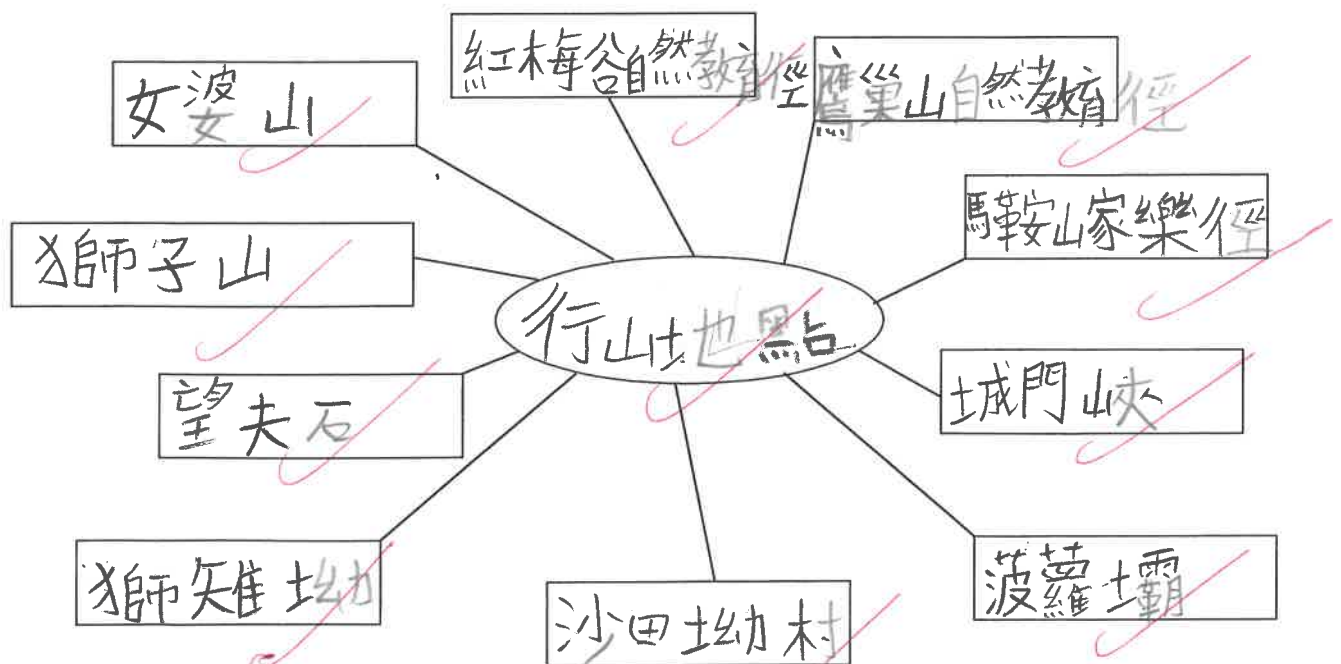 紅梅谷自然教育徑
鷹巢山自然教育徑
女婆山
馬鞍山家樂徑
獅子山
行山地點
城門峽
望夫石
獅雉坳
菠蘿壩
沙田坳村